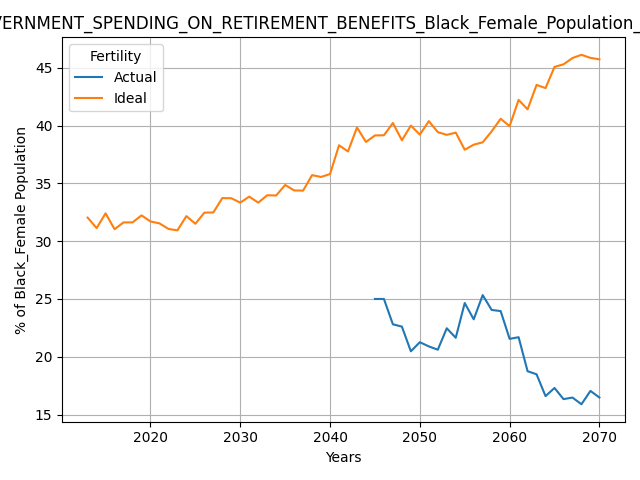 VERNMENT_SPENDING_ON_RETIREMENT_BENEFITS_Black_Female_Population_
Fertility
Actual
Ideal
% of Black_Female Population
45
40
35
30
25
20
15
2020 2030 2040 2050 2060 2070
Years